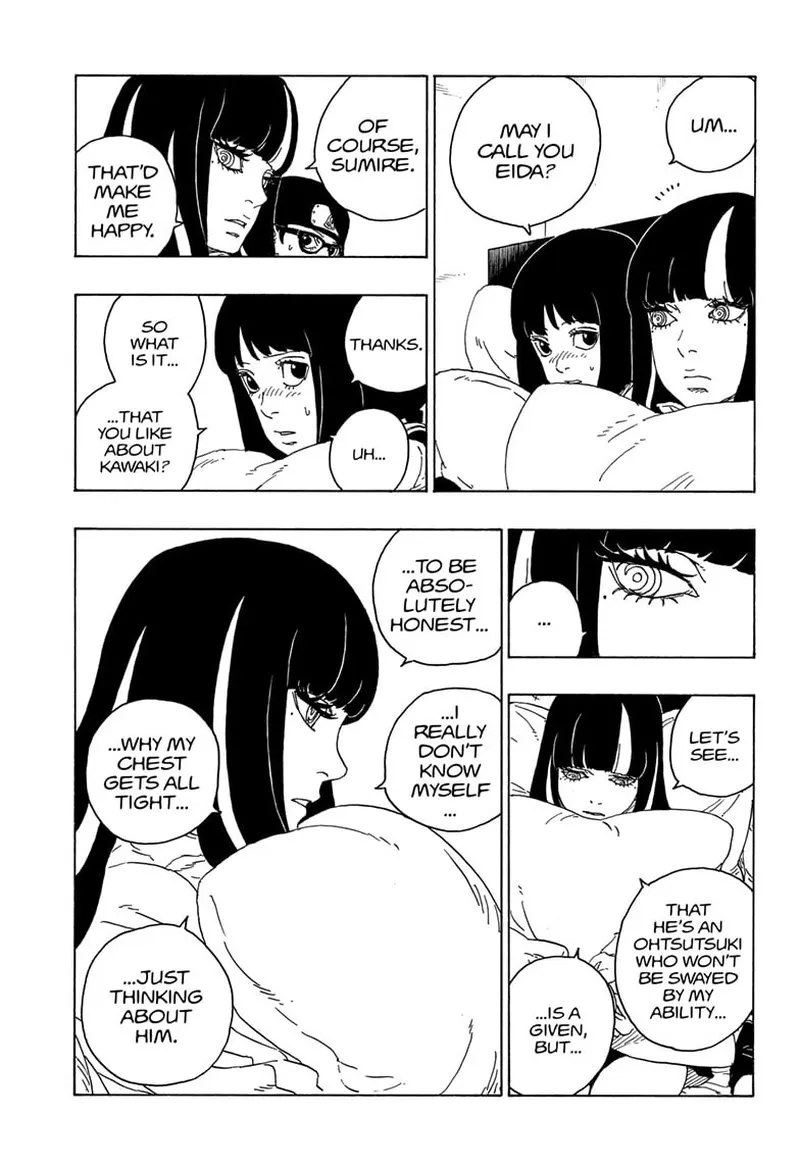 UM...
MAY I
CALL YOU
EIDA?
OF
COURSE,
SUMIRE.
THAT'D
MAKE
ME
HAPPY.
THANKS.
UH...
SO
WHAT
IS IT...
...THAT
YOU LIKE
ABOUT
KAWAKI?
...
LET'S
SEE...
THAT
HE'S AN
OHTSUTSUKI
WHO WON'T
BE SWAYED
BY MY
ABILITY...
...IS A
GIVEN,
BUT...
...TO BE
ABSO-
LUTELY
HONEST...
...I
REALLY
DON'T
KNOW
MYSELF
...
...WHY MY
CHEST
GETS ALL
TIGHT...
...JUST
THINKING
ABOUT
HIM.